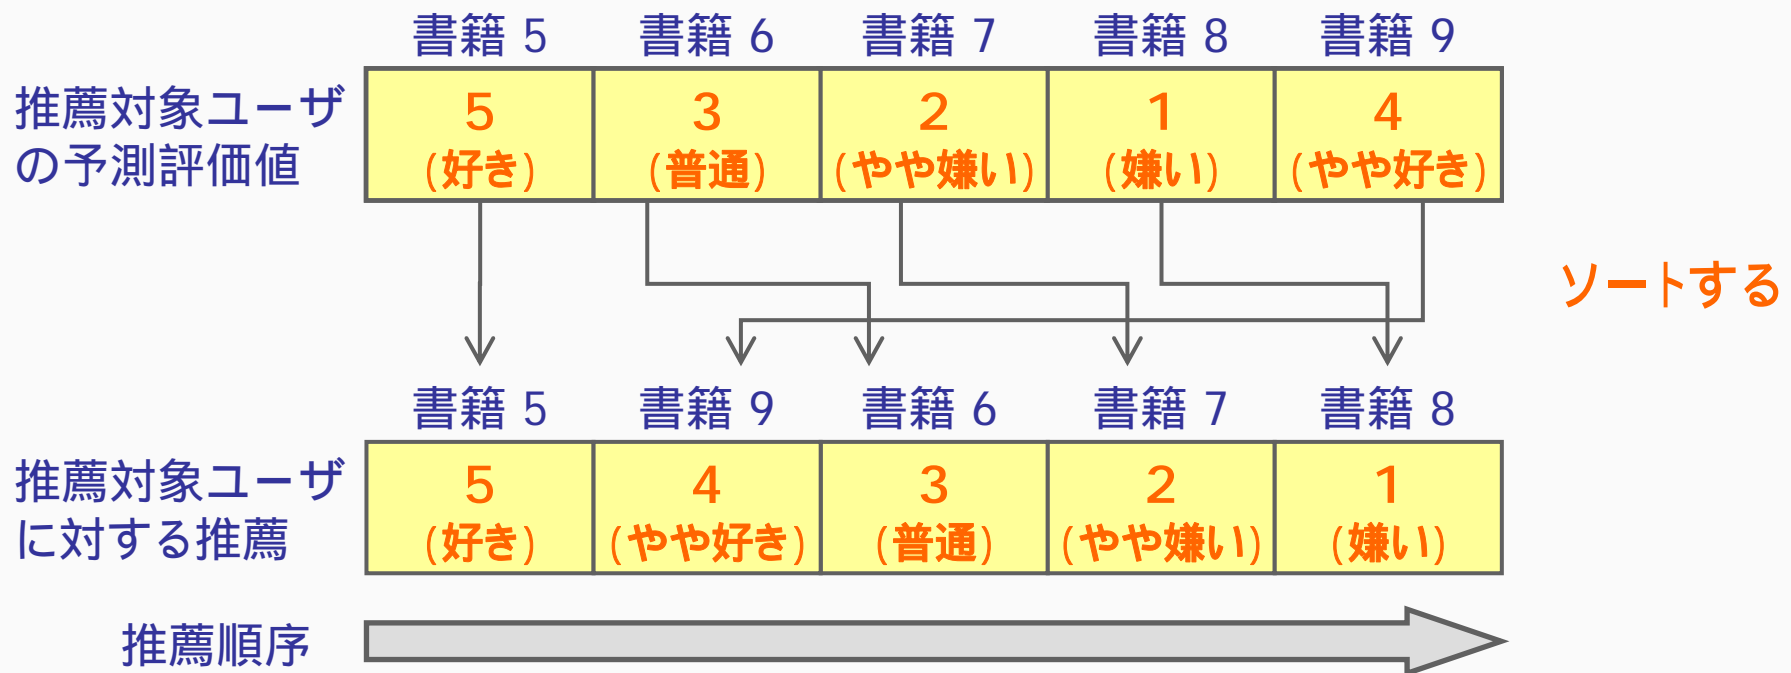 書籍 5 書籍 6 書籍 7 書籍 8 書籍 9
推薦対象ユーザ
の予測評価値
5 3 2 1 4
(好き) (普通) (やや嫌い) (嫌い) (やや好き)
ソートする
書籍 5 書籍 9 書籍 6 書籍 7 書籍 8
推薦対象ユーザ
に対する推薦
5 4 3 2 1
(好き) (やや好き) (普通) (やや嫌い) (嫌い)
推薦順序